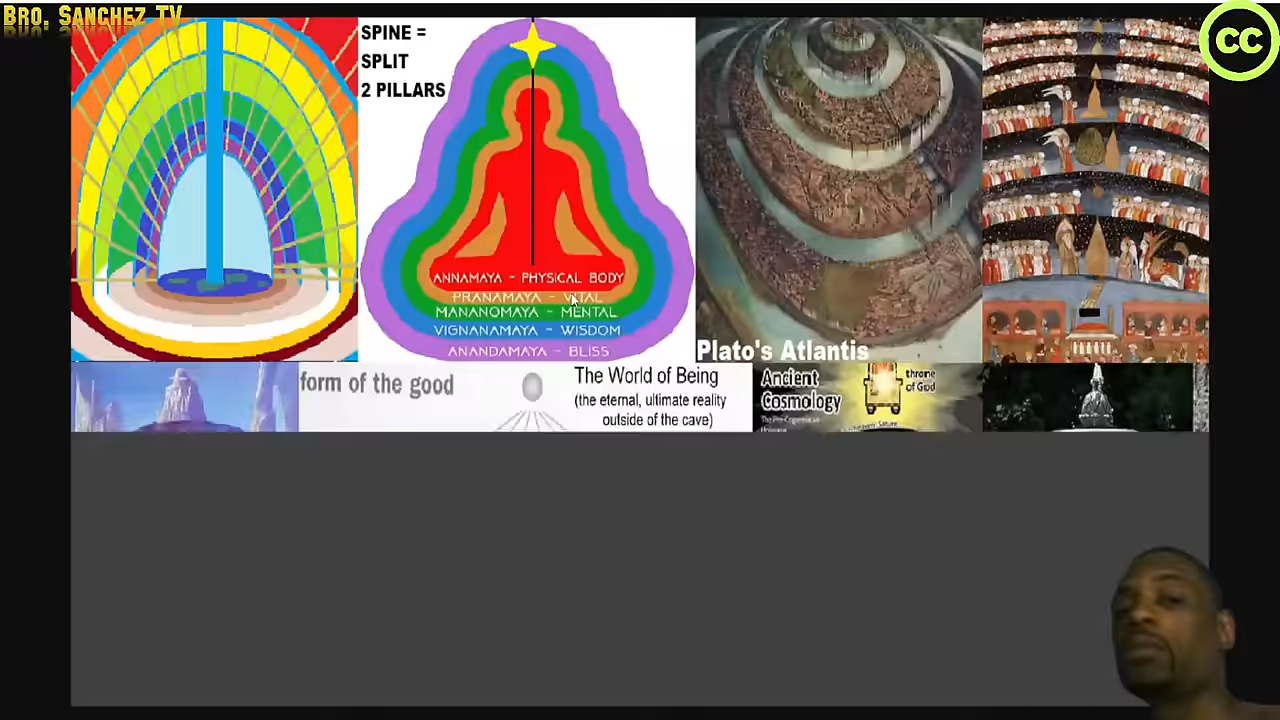 BRO. SANCHEZ TV
CC
SPINE =
SPLIT
2 PILLARS
ANNAMAYA - PHYSICAL BODY
PRANAMAYA - VITAL
MANANOMAYA - MENTAL
VIGNANAMAYA - WISDOM
ANANDAMAYA - BLISS
Plato's Atlantis
form of the good
The World of Being
(the eternal, ultimate reality
outside of the cave)
Ancient
Cosmology
throne
of God